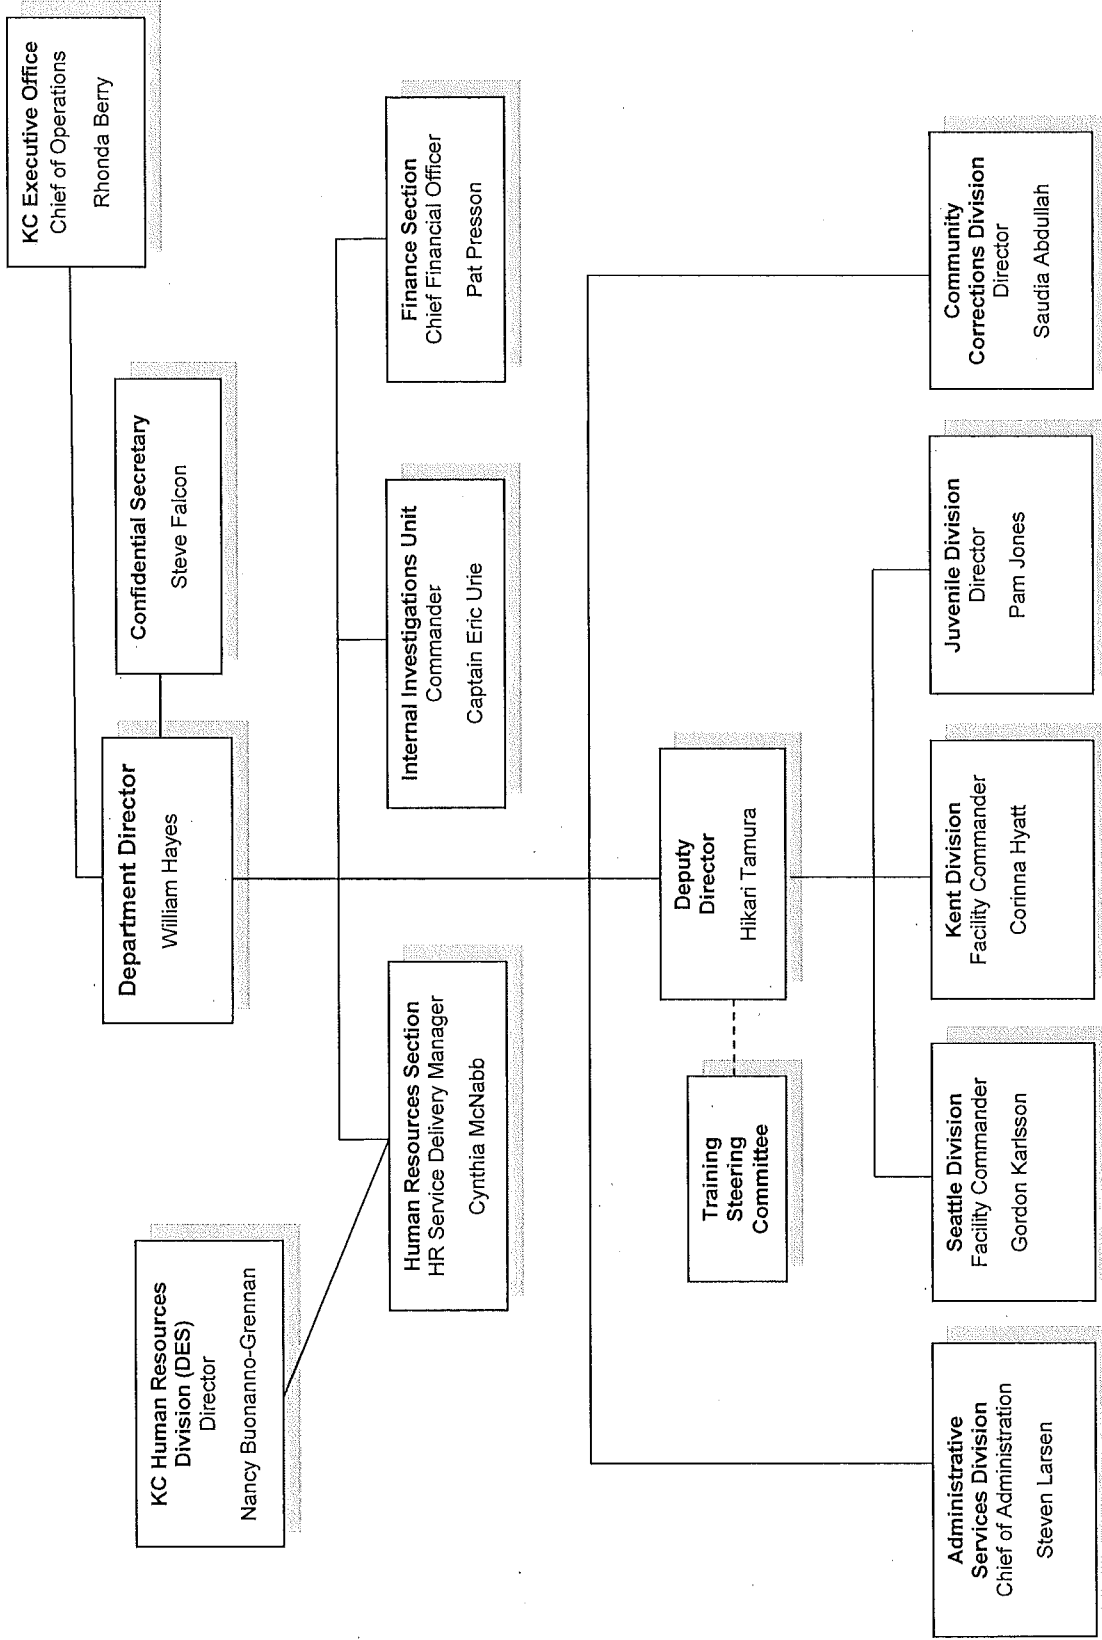 KC Executive Office
Chief of Operations
Rhonda Berry
Department Director
William Hayes
Confidential Secretary
Steve Falcon
KC Human Resources
Division (DES)
Director
Nancy Buonanno-Grennan
Human Resources Section
HR Service Delivery Manager
Cynthia McNabb
Internal Investigations Unit
Commander
Captain Eric Urie
Finance Section
Chief Financial Officer
Pat Presson
Training
Steering
Committee
Deputy
Director
Hikari Tamura
Administrative
Services Division
Chief of Administration
Steven Larsen
Seattle Division
Facility Commander
Gordon Karlsson
Kent Division
Facility Commander
Corinna Hyatt
Juvenile Division
Director
Pam Jones
Community
Corrections Division
Director
Saudia Abdullah